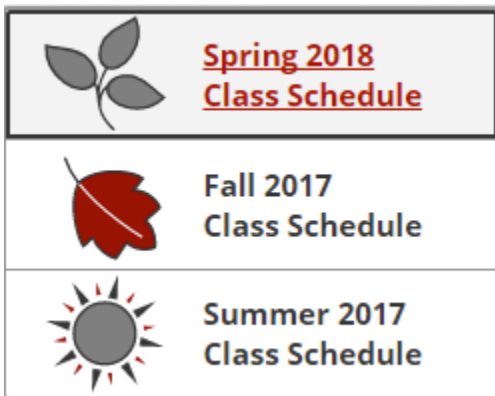 Spring 2018
Class Schedule
Fall 2017
Class Schedule
Summer 2017
Class Schedule